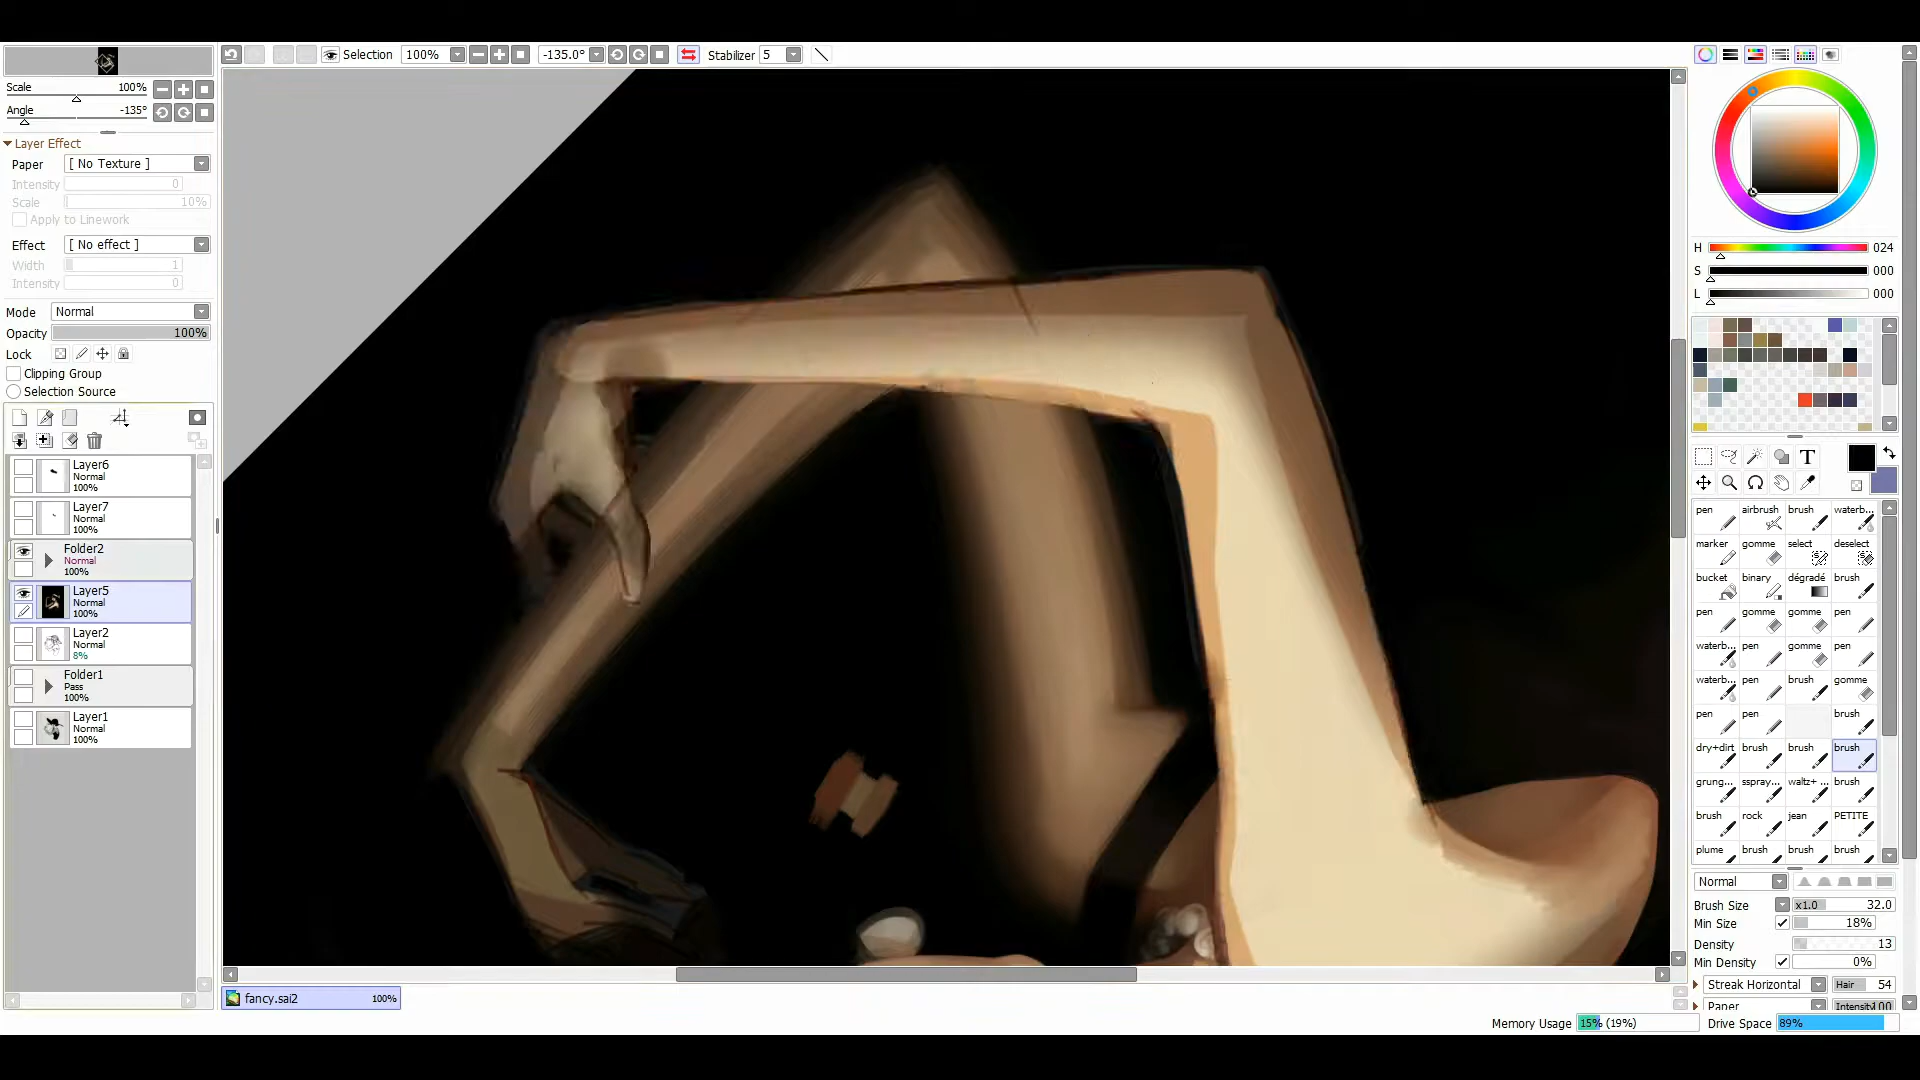 Selection 100% -135.0° Stabilizer 5
Scale 100%
Angle -135°
Layer Effect
Paper [ No Texture ]
Intensity 0
Scale 10%
Apply to Linework
Effect [ No effect ]
Width 1
Intensity 0
Mode Normal
Opacity 100%
Lock
Clipping Group
Selection Source
Layer6
Normal
100%
Layer7
Normal
100%
Folder2
Normal
100%
Layer5
Normal
100%
Layer2
Normal
8%
Folder1
Pass
100%
Layer1
Normal
100%
fancy.sai2 100%
H 024
S 000
L 000
T
pen airbrush brush waterb...
marker gomme select deselect
bucket binary dégradé brush
pen gomme gomme pen
waterb... pen gomme pen
waterb... pen brush gomme
pen pen brush
dry+dirt brush brush brush
grung... sspray... waltz+ ... brush
brush rock jean PETITE
plume brush brush brush
Normal
Brush Size x1.0 32.0
Min Size 18%
Density 13
Min Density 0%
Streak Horizontal Hair 54
Paper Intensity 100
Memory Usage 15% (19%) Drive Space 89%